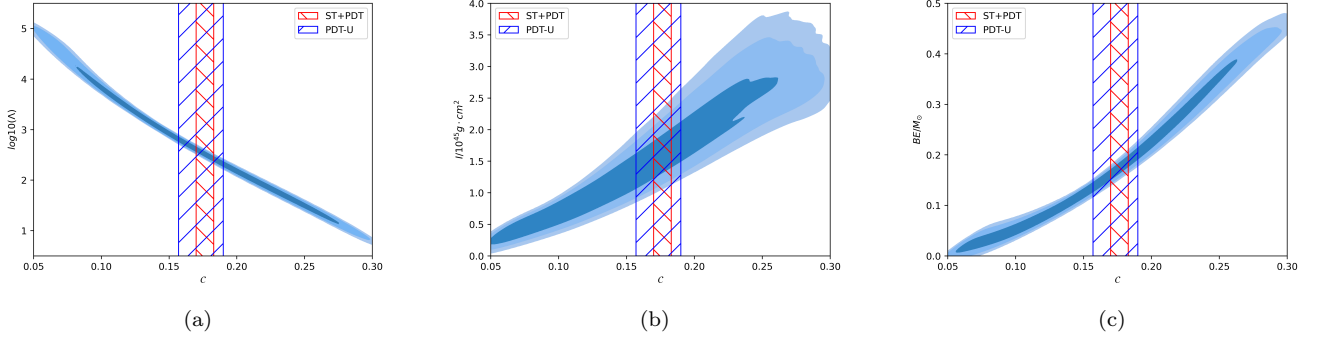 log10(Λ)
5
4
3
2
1
0.05
0.10
0.15
0.20
0.25
0.30
c
ST+PDT
PDT-U
(a)
I/10⁴⁵g · cm²
4.0
3.5
3.0
2.5
2.0
1.5
1.0
0.5
0.0
0.05
0.10
0.15
0.20
0.25
0.30
c
ST+PDT
PDT-U
(b)
BE/M⊙
0.5
0.4
0.3
0.2
0.1
0.0
0.05
0.10
0.15
0.20
0.25
0.30
c
ST+PDT
PDT-U
(c)